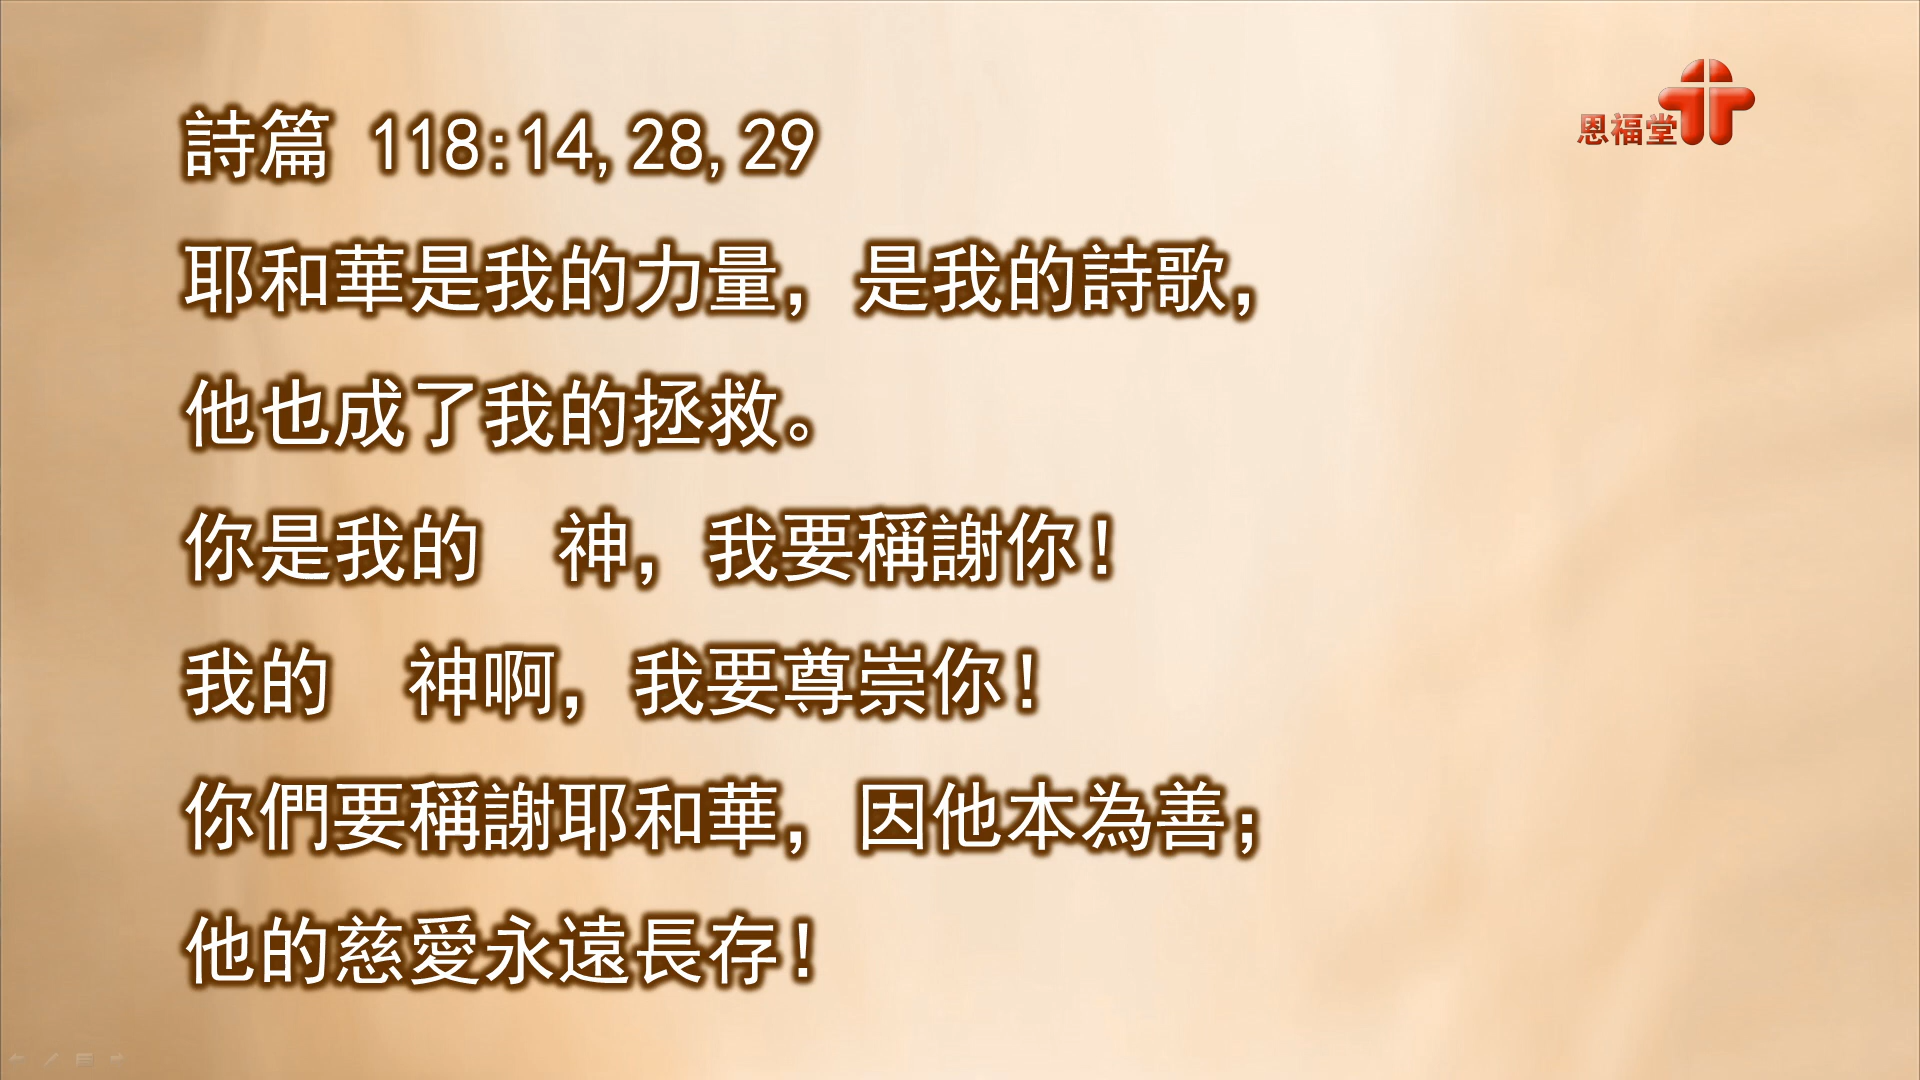 恩福堂
詩篇 118:14,28,29
耶和華是我的力量，是我的詩歌，
他也成了我的拯救。
你是我的　神，我要稱謝你！
我的　神啊，我要尊崇你！
你們要稱謝耶和華，因他本為善；
他的慈愛永遠長存！